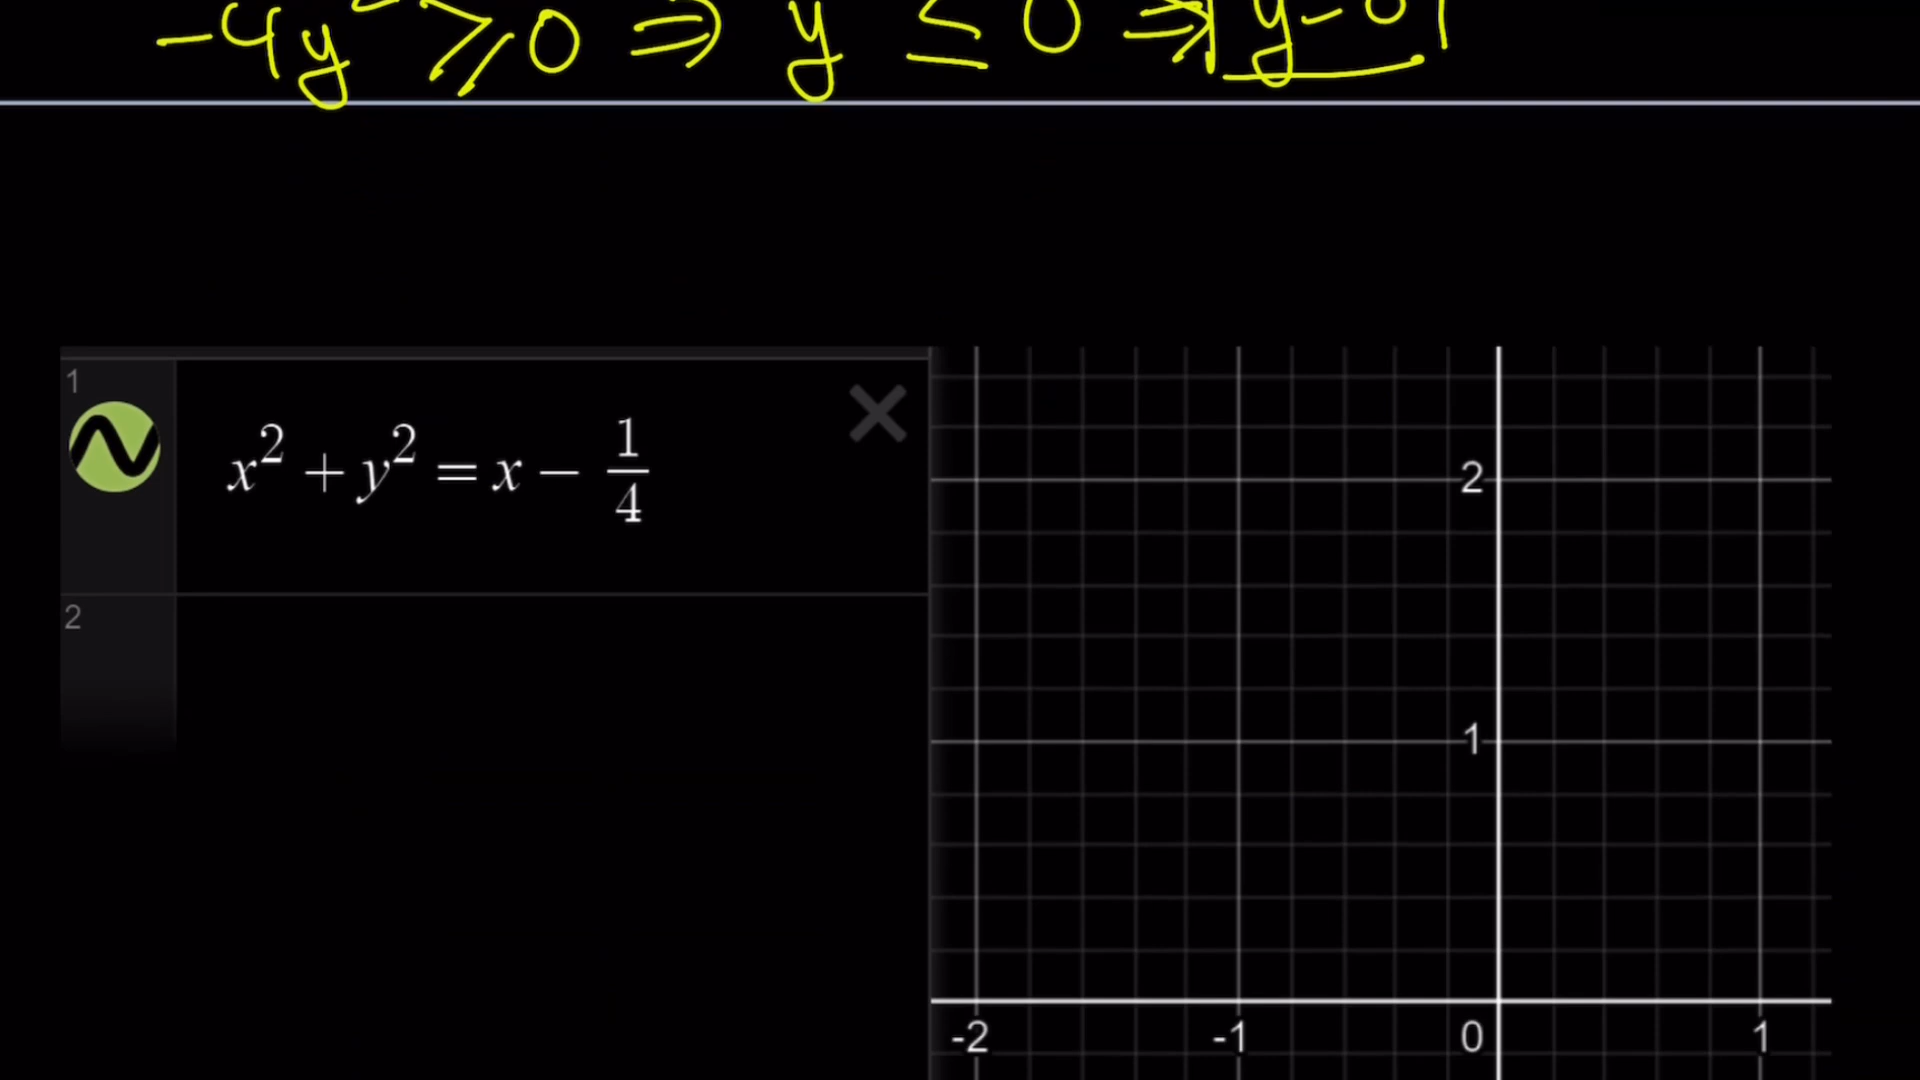 -4y² ⩾ 0 ⇒ y ≤ 0 ⇒ y=0
1
x² + y² = x − 1/4
2
2
1
-2 -1 0 1